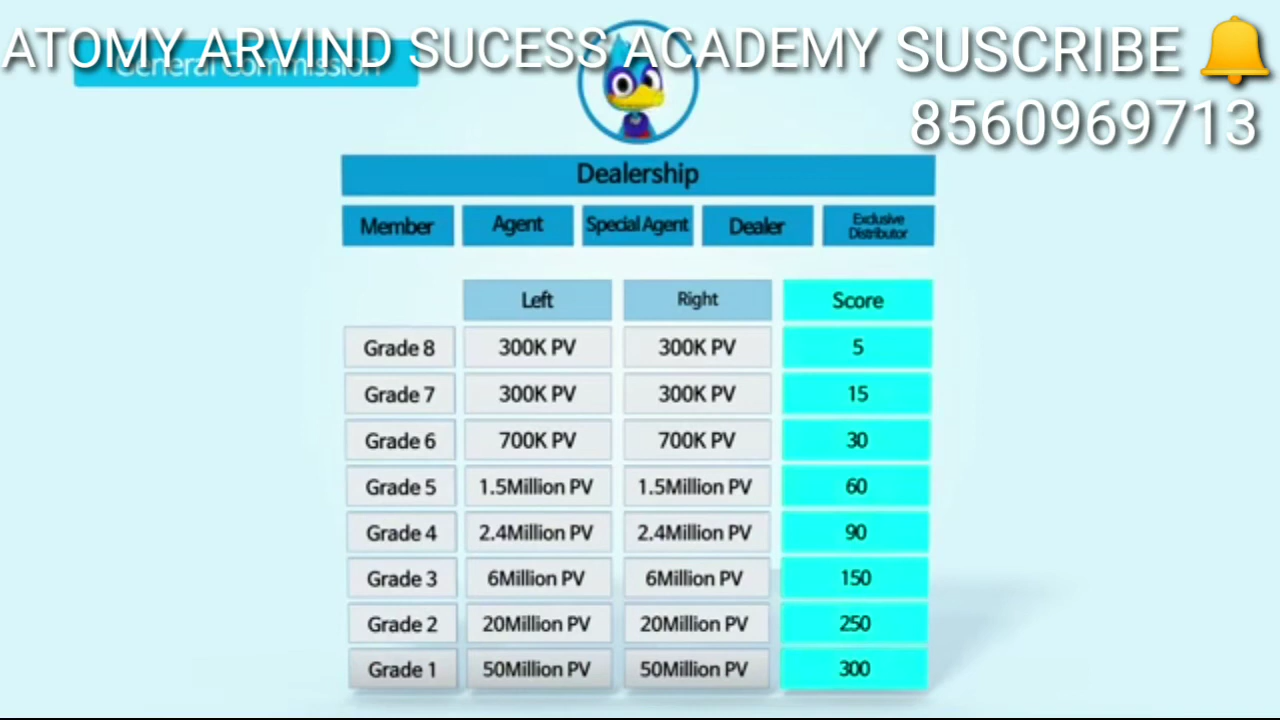 ATOMY ARVIND SUCESS ACADEMY SUSCRIBE 🔔
8560969713
General Commission
Dealership
Member Agent Special Agent Dealer Exclusive Distributor
Left Right Score
Grade 8 300K PV 300K PV 5
Grade 7 300K PV 300K PV 15
Grade 6 700K PV 700K PV 30
Grade 5 1.5Million PV 1.5Million PV 60
Grade 4 2.4Million PV 2.4Million PV 90
Grade 3 6Million PV 6Million PV 150
Grade 2 20Million PV 20Million PV 250
Grade 1 50Million PV 50Million PV 300